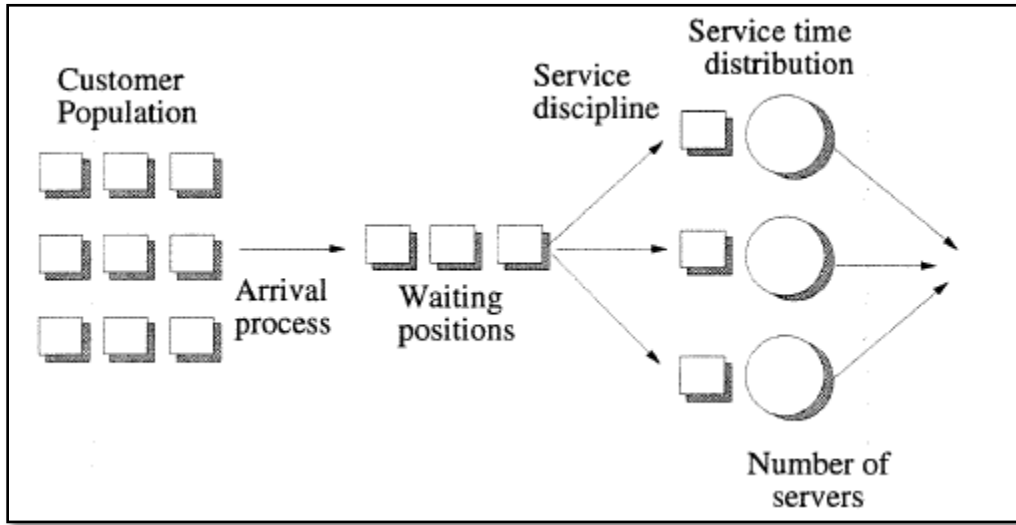 Customer
Population
Arrival
process
Waiting
positions
Service
discipline
Service time
distribution
Number of
servers